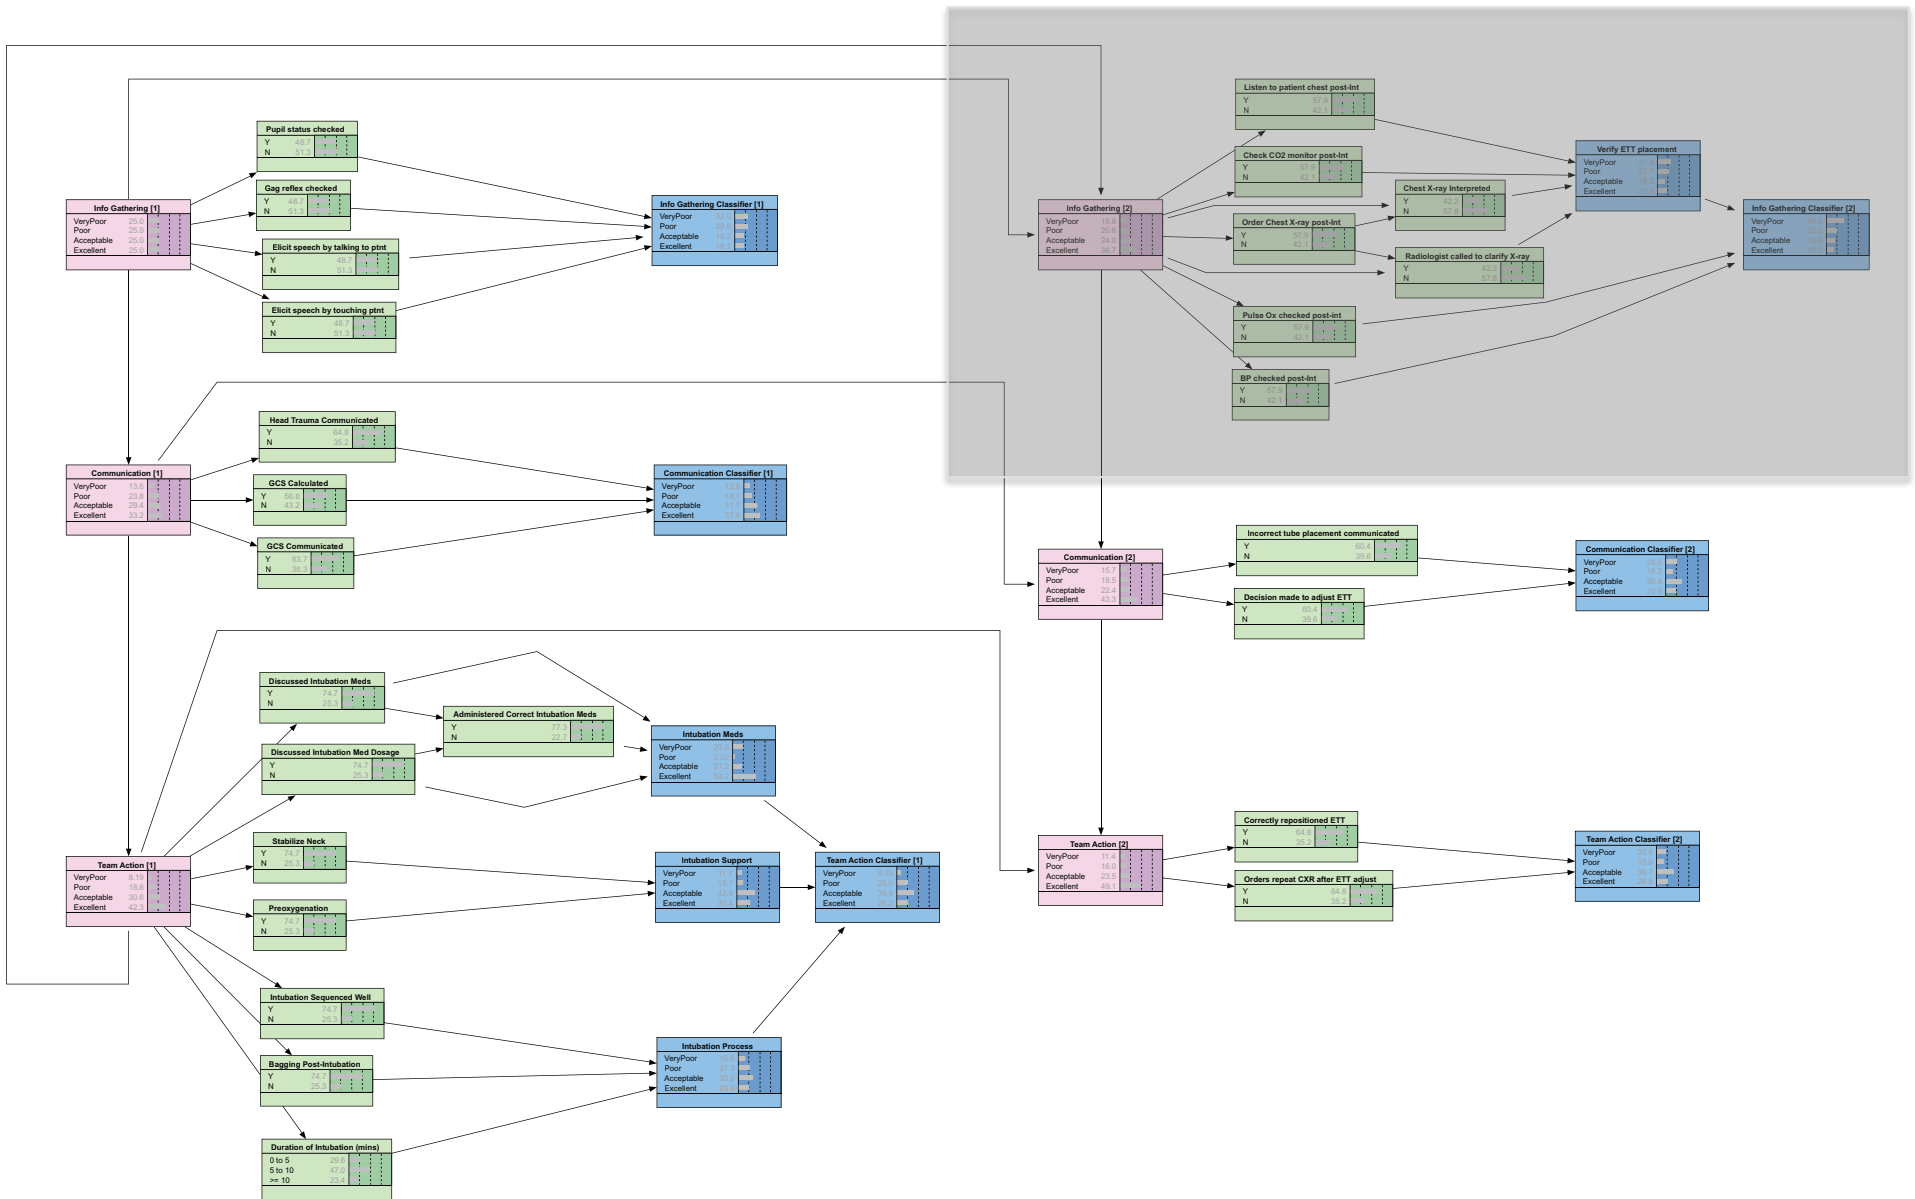 Pupil status checked
Y 48.7
N 51.3
Gag reflex checked
Y 48.7
N 51.3
Info Gathering [1]
VeryPoor 25.0
Poor 25.0
Acceptable 25.0
Excellent 25.0
Elicit speech by talking to ptnt
Y 48.7
N 51.3
Elicit speech by touching ptnt
Y 48.7
N 51.3
Info Gathering Classifier [1]
VeryPoor
Poor
Acceptable
Excellent
Listen to patient chest post-Int
Y 57.9
N 42.1
Check CO2 monitor post-Int
Y 57.9
N 42.1
Chest X-ray Interpreted
Y 42.2
N 57.8
Verify ETT placement
VeryPoor
Poor
Acceptable
Excellent
Info Gathering [2]
VeryPoor 16.8
Poor 20.6
Acceptable 24.0
Excellent 38.7
Order Chest X-ray post-Int
Y 57.9
N 42.1
Radiologist called to clarify X-ray
Y 42.2
N 57.8
Info Gathering Classifier [2]
VeryPoor
Poor
Acceptable
Excellent
Pulse Ox checked post-int
Y 57.9
N 42.1
BP checked post-Int
Y 57.9
N 42.1
Head Trauma Communicated
Y 64.8
N 35.2
Communication [1]
VeryPoor 13.6
Poor 23.8
Acceptable 29.4
Excellent 33.2
GCS Calculated
Y 56.8
N 43.2
GCS Communicated
Y 63.7
N 36.3
Communication Classifier [1]
VeryPoor
Poor
Acceptable
Excellent
Communication [2]
VeryPoor 15.7
Poor 18.5
Acceptable 22.4
Excellent 43.3
Incorrect tube placement communicated
Y 60.4
N 39.6
Decision made to adjust ETT
Y 60.4
N 39.6
Communication Classifier [2]
VeryPoor
Poor
Acceptable
Excellent
Discussed Intubation Meds
Y 74.7
N 25.3
Administered Correct Intubation Meds
Y 77.3
N 22.7
Discussed Intubation Med Dosage
Y 74.7
N 25.3
Intubation Meds
VeryPoor
Poor
Acceptable
Excellent
Stabilize Neck
Y 74.7
N 25.3
Team Action [1]
VeryPoor 8.19
Poor 18.8
Acceptable 30.6
Excellent 42.3
Preoxygenation
Y 74.7
N 25.3
Intubation Support
VeryPoor
Poor
Acceptable
Excellent
Team Action Classifier [1]
VeryPoor
Poor
Acceptable
Excellent
Team Action [2]
VeryPoor 11.4
Poor 16.0
Acceptable 23.5
Excellent 49.1
Correctly repositioned ETT
Y 64.8
N 35.2
Orders repeat CXR after ETT adjust
Y 64.8
N 35.2
Team Action Classifier [2]
VeryPoor
Poor
Acceptable
Excellent
Intubation Sequenced Well
Y 74.7
N 25.3
Bagging Post-Intubation
Y 74.7
N 25.3
Intubation Process
VeryPoor
Poor
Acceptable
Excellent
Duration of Intubation (mins)
0 to 5 29.6
5 to 10 47.0
>= 10 23.4